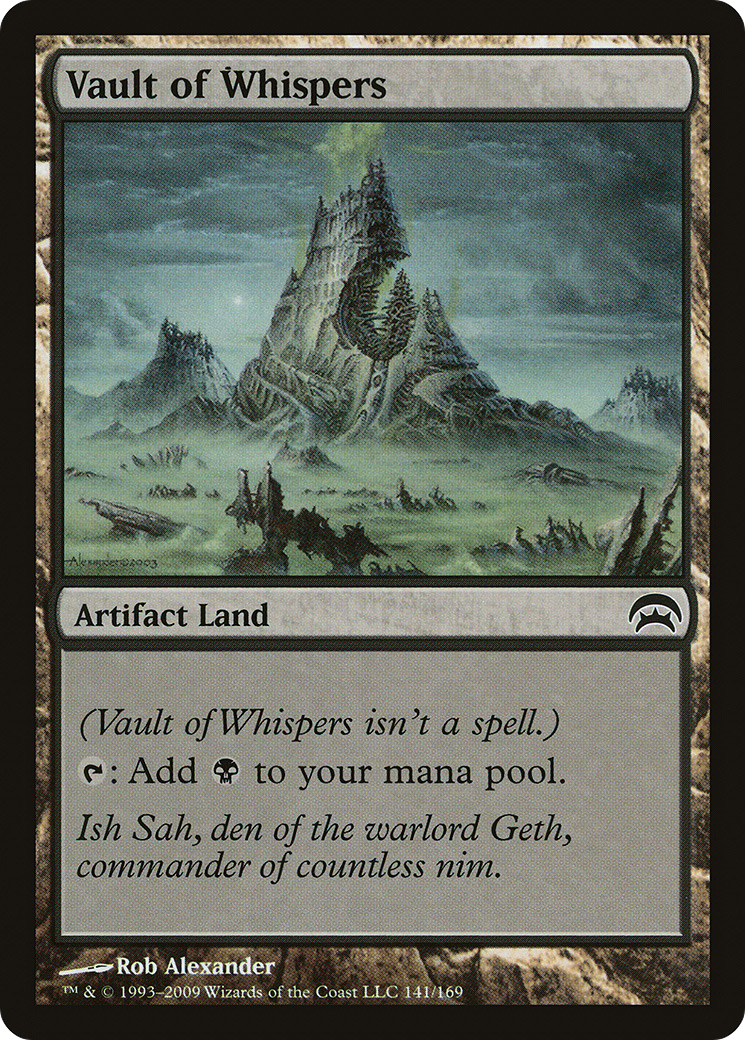 Vault of Whispers
Alexander©2003
Artifact Land
(Vault of Whispers isn't a spell.)
: Add to your mana pool.
Ish Sah, den of the warlord Geth,
commander of countless nim.
Rob Alexander
™ & © 1993–2009 Wizards of the Coast LLC 141/169